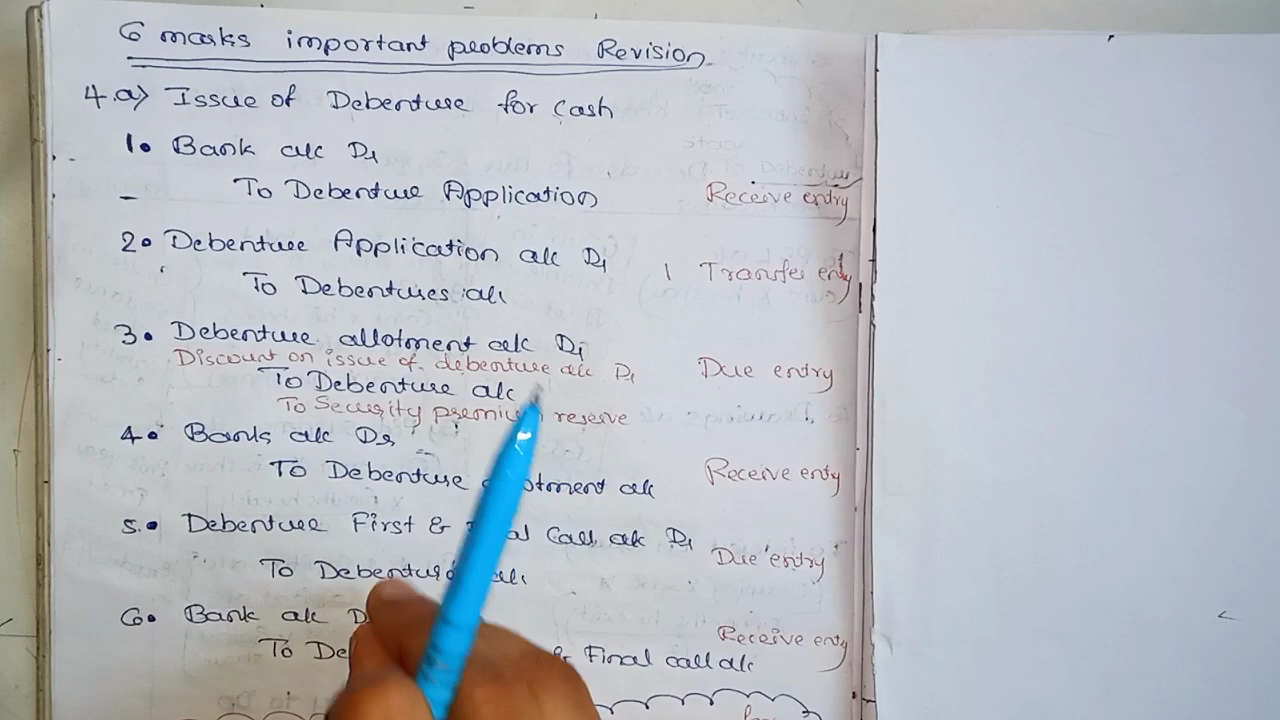 6 marks important problems Revision
4.a) Issue of Debenture for Cash
1. Bank a/c Dr
To Debenture Application
Receive entry
2. Debenture Application a/c Dr
To Debentures a/c
Transfer entry
3. Debenture allotment a/c Dr
Discount on issue of debenture a/c Dr
To Debenture a/c
Due entry
To Security premium reserve
4. Bank a/c Dr
To Debenture allotment a/c
Receive entry
5. Debenture First & Final Call a/c Dr
To Debenture a/c
Due entry
6. Bank a/c
To & Final call a/c
Receive entry